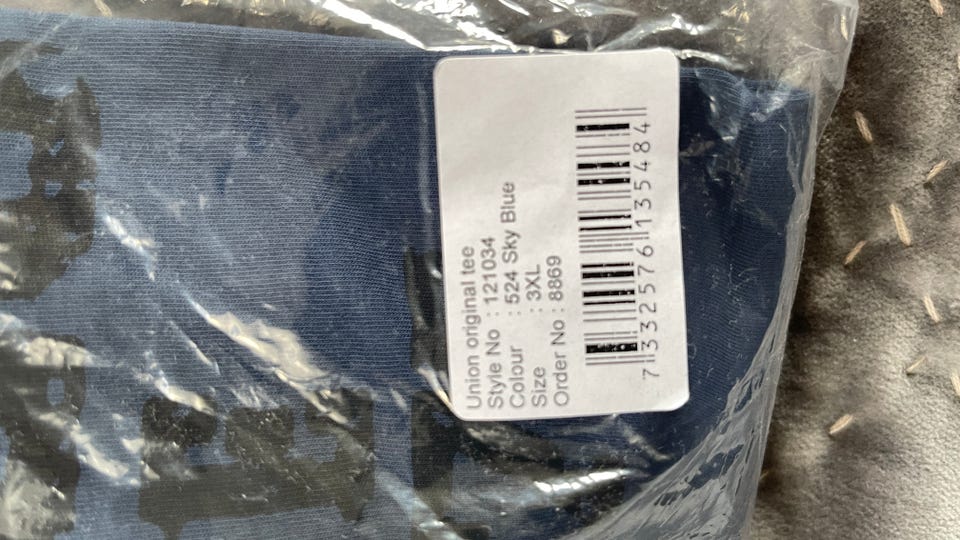 Union original tee
Style No : 121034
Colour : 524 Sky Blue
Size : 3XL
Order No : 8869
7332576135484